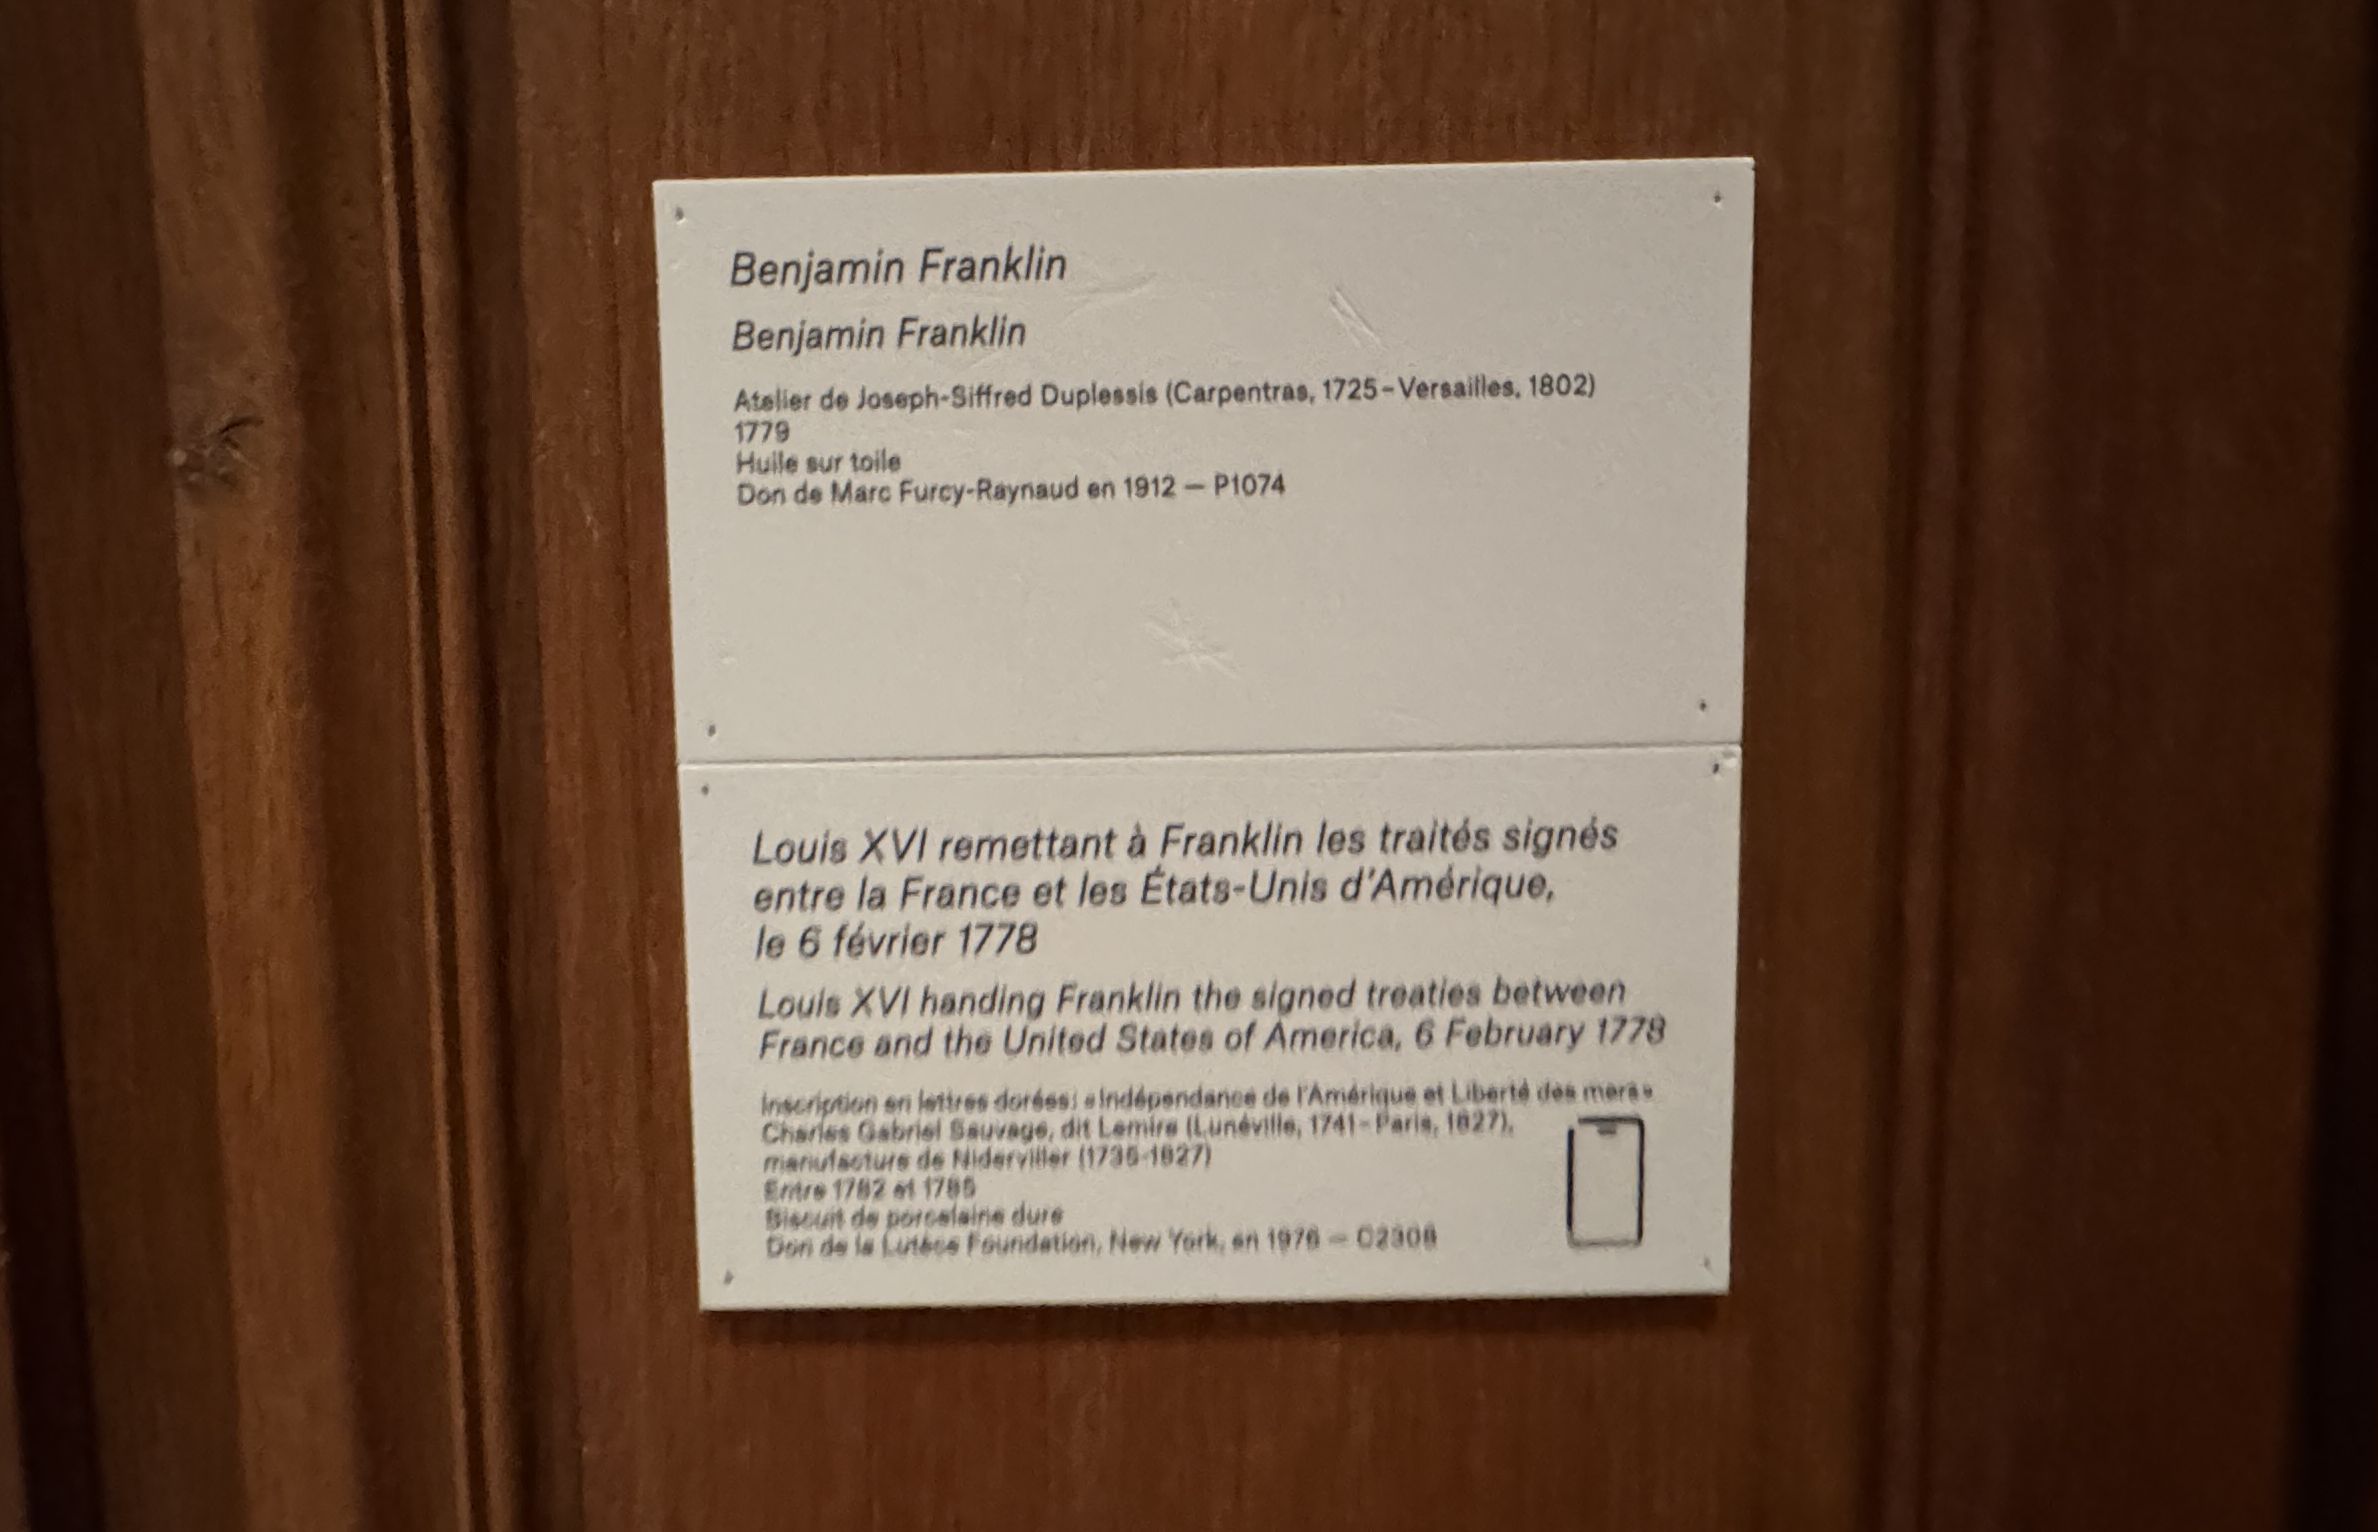 Benjamin Franklin
Benjamin Franklin
Atelier de Joseph-Siffred Duplessis (Carpentras, 1725-Versailles, 1802)
1779
Huile sur toile
Don de Marc Furcy-Raynaud en 1912 — P1074
Louis XVI remettant à Franklin les traités signés
entre la France et les États-Unis d'Amérique,
le 6 février 1778
Louis XVI handing Franklin the signed treaties between
France and the United States of America, 6 February 1778
Inscription en lettres dorées: «Indépendance de l'Amérique et Liberté des mers»
Charles Gabriel Sauvage, dit Lemire (Lunéville, 1741-Paris, 1827),
manufacture de Niderviller (1735-1827)
Entre 1782 et 1785
Biscuit de porcelaine dure
Don de la Lutèce Foundation, New York, en 1976 —